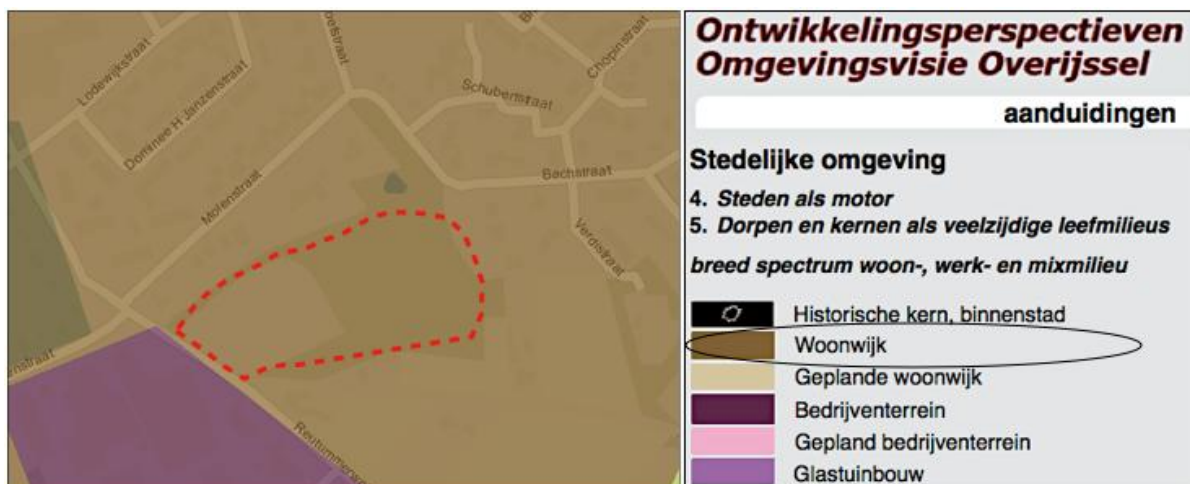 Lodewijkstraat
Dominee H Janzenstraat
Molenstraat
Schubertstraat
Chopinstraat
Bachstraat
Verdistraat
Ontwikkelingsperspectieven
Omgevingsvisie Overijssel
aanduidingen
Stedelijke omgeving
4. Steden als motor
5. Dorpen en kernen als veelzijdige leefmilieus
breed spectrum woon-, werk- en mixmilieu
Historische kern, binnenstad
Woonwijk
Geplande woonwijk
Bedrijventerrein
Gepland bedrijventerrein
Glastuinbouw